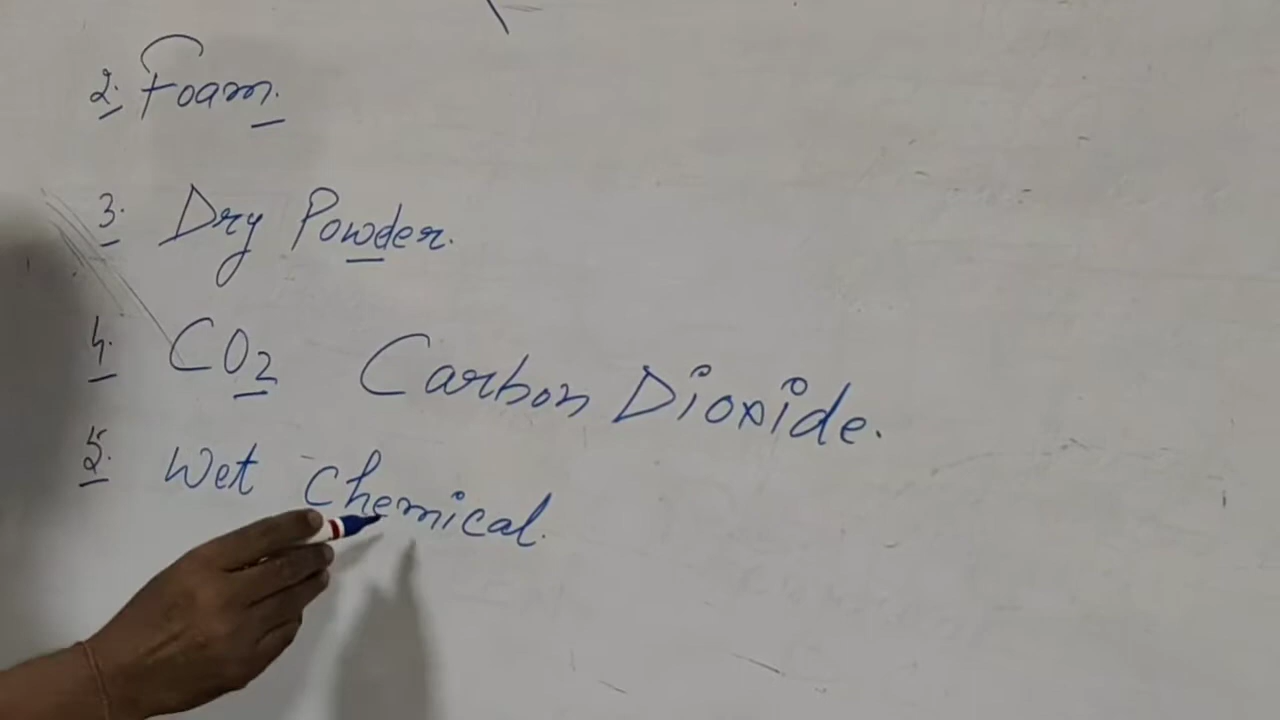 2. Foam.
3. Dry Powder.
4. CO2 Carbon Dioxide.
5. Wet Chemical.